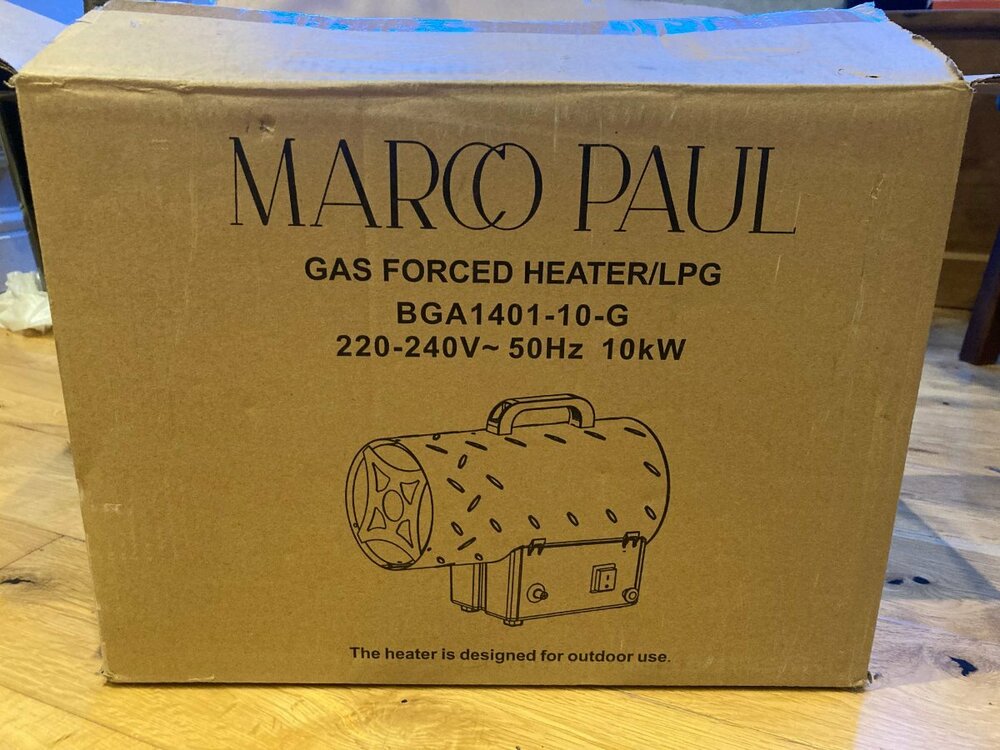 MARCO PAUL
GAS FORCED HEATER/LPG
BGA1401-10-G
220-240V~ 50Hz 10kW
The heater is designed for outdoor use.